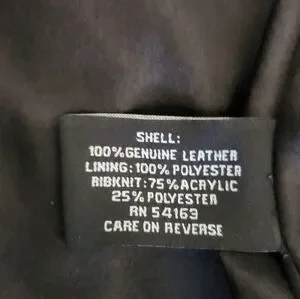 SHELL:
100% GENUINE LEATHER
LINING: 100% POLYESTER
RIBKNIT: 75% ACRYLIC
25% POLYESTER
RN 54163
CARE ON REVERSE